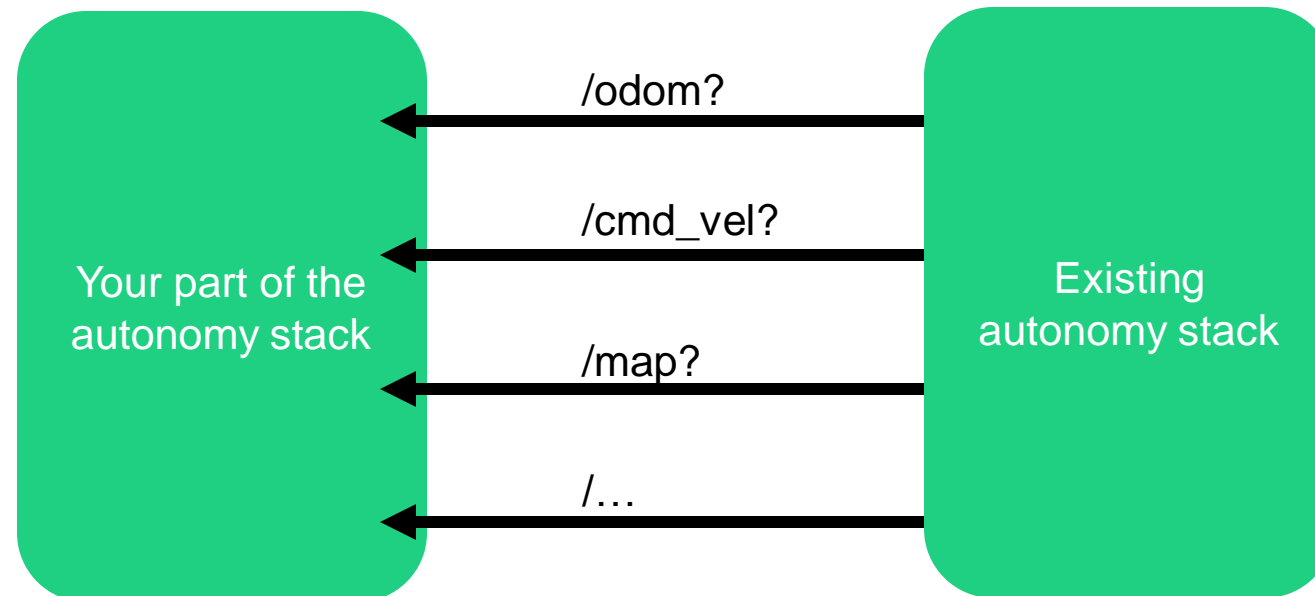 /odom?
/cmd_vel?
Your part of the
autonomy stack
Existing
autonomy stack
/map?
/…